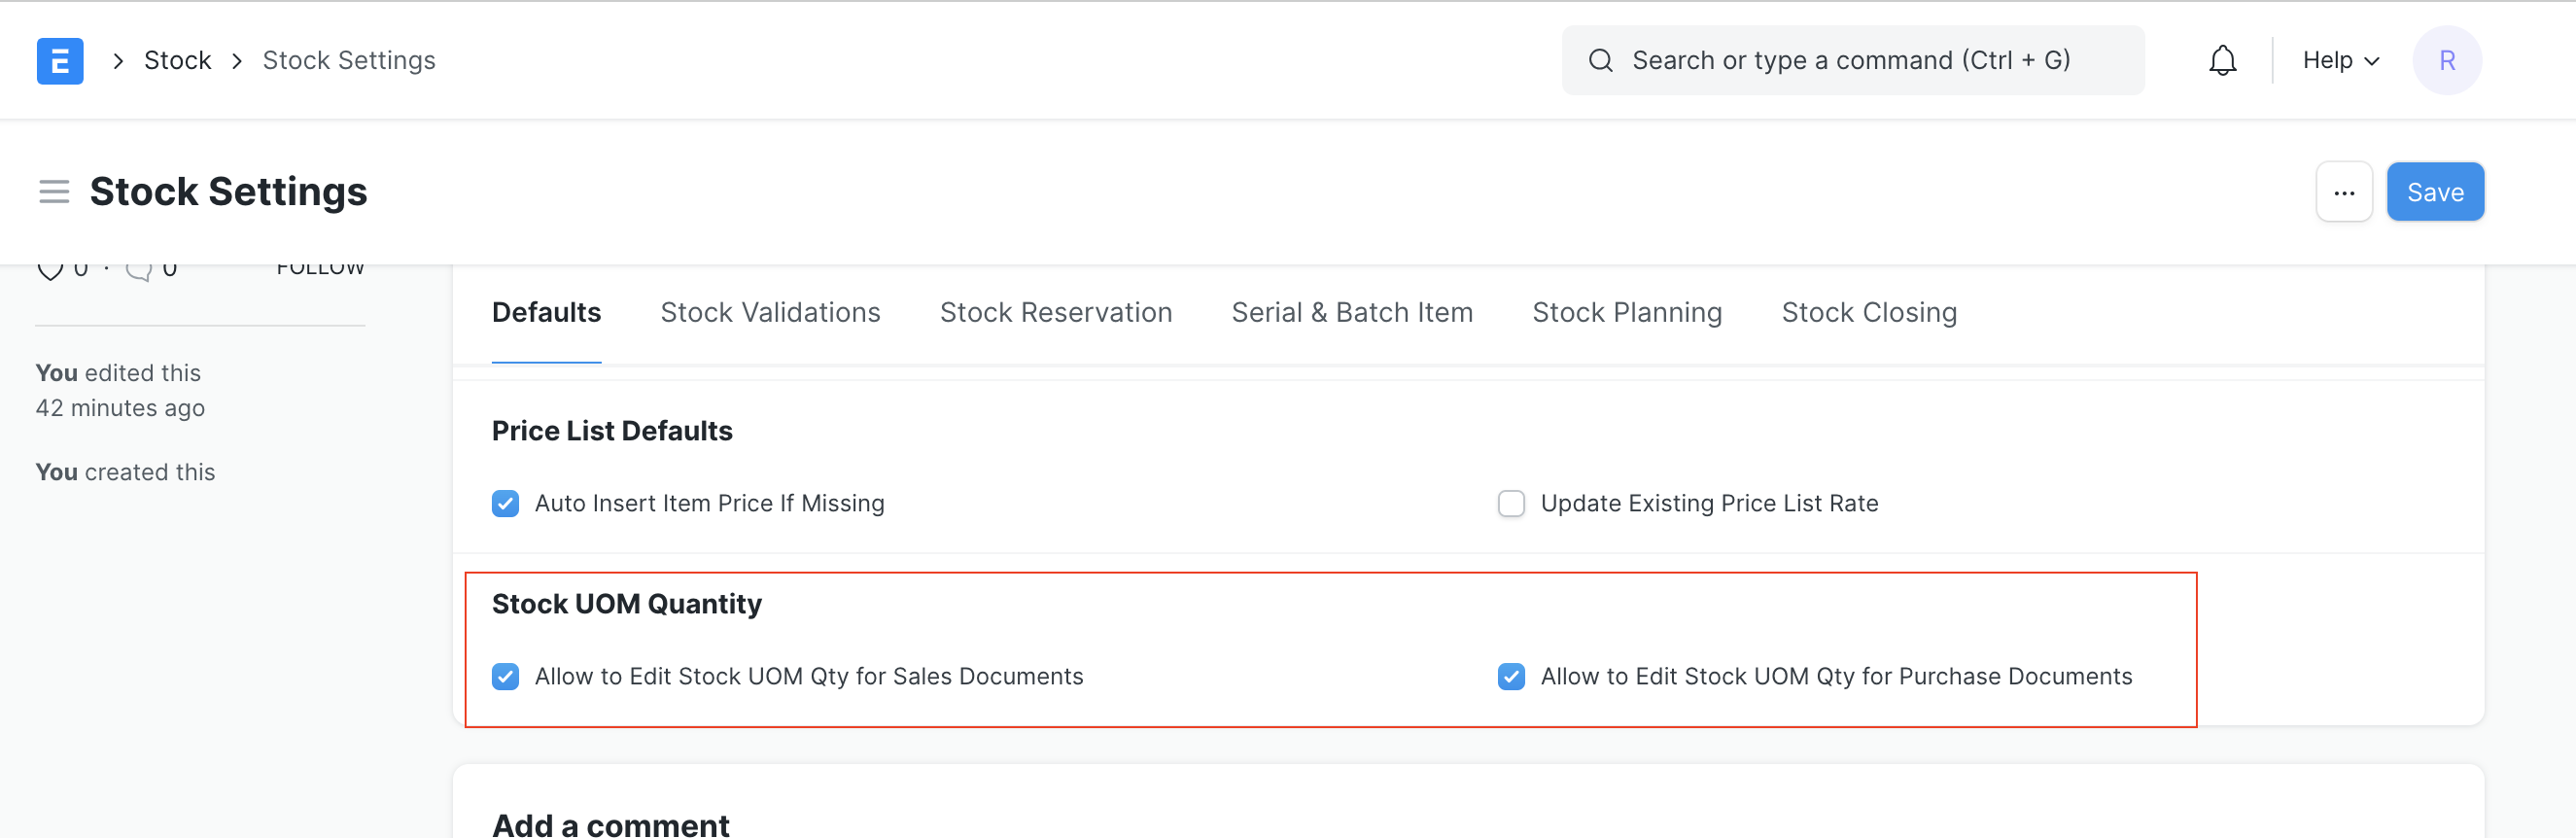 E
Stock
Stock Settings
Search or type a command (Ctrl + G)
Help
R
Stock Settings
...
Save
0 · 0 FOLLOW
Defaults Stock Validations Stock Reservation Serial & Batch Item Stock Planning Stock Closing
You edited this
42 minutes ago
You created this
Price List Defaults
Auto Insert Item Price If Missing
Update Existing Price List Rate
Stock UOM Quantity
Allow to Edit Stock UOM Qty for Sales Documents
Allow to Edit Stock UOM Qty for Purchase Documents
Add a comment